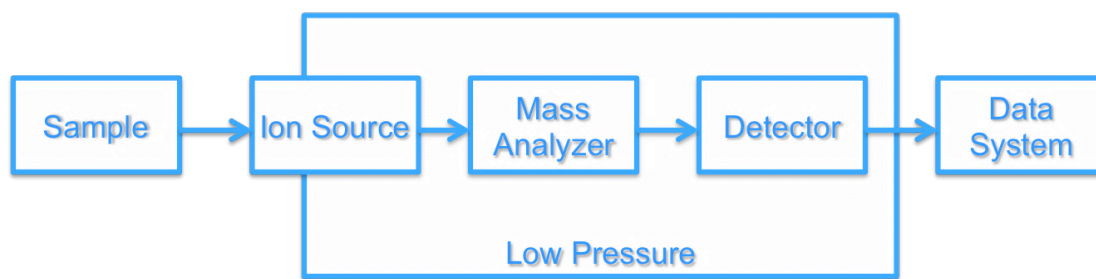 Sample
Ion Source
Mass
Analyzer
Detector
Data
System
Low Pressure